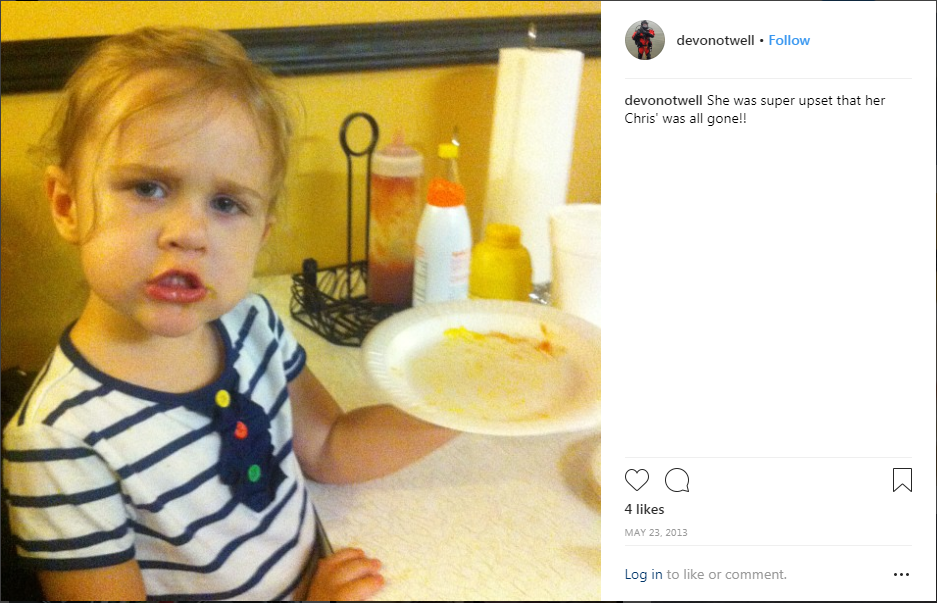 devonotwell • Follow
devonotwell She was super upset that her
Chris' was all gone!!
4 likes
MAY 23, 2013
Log in to like or comment.